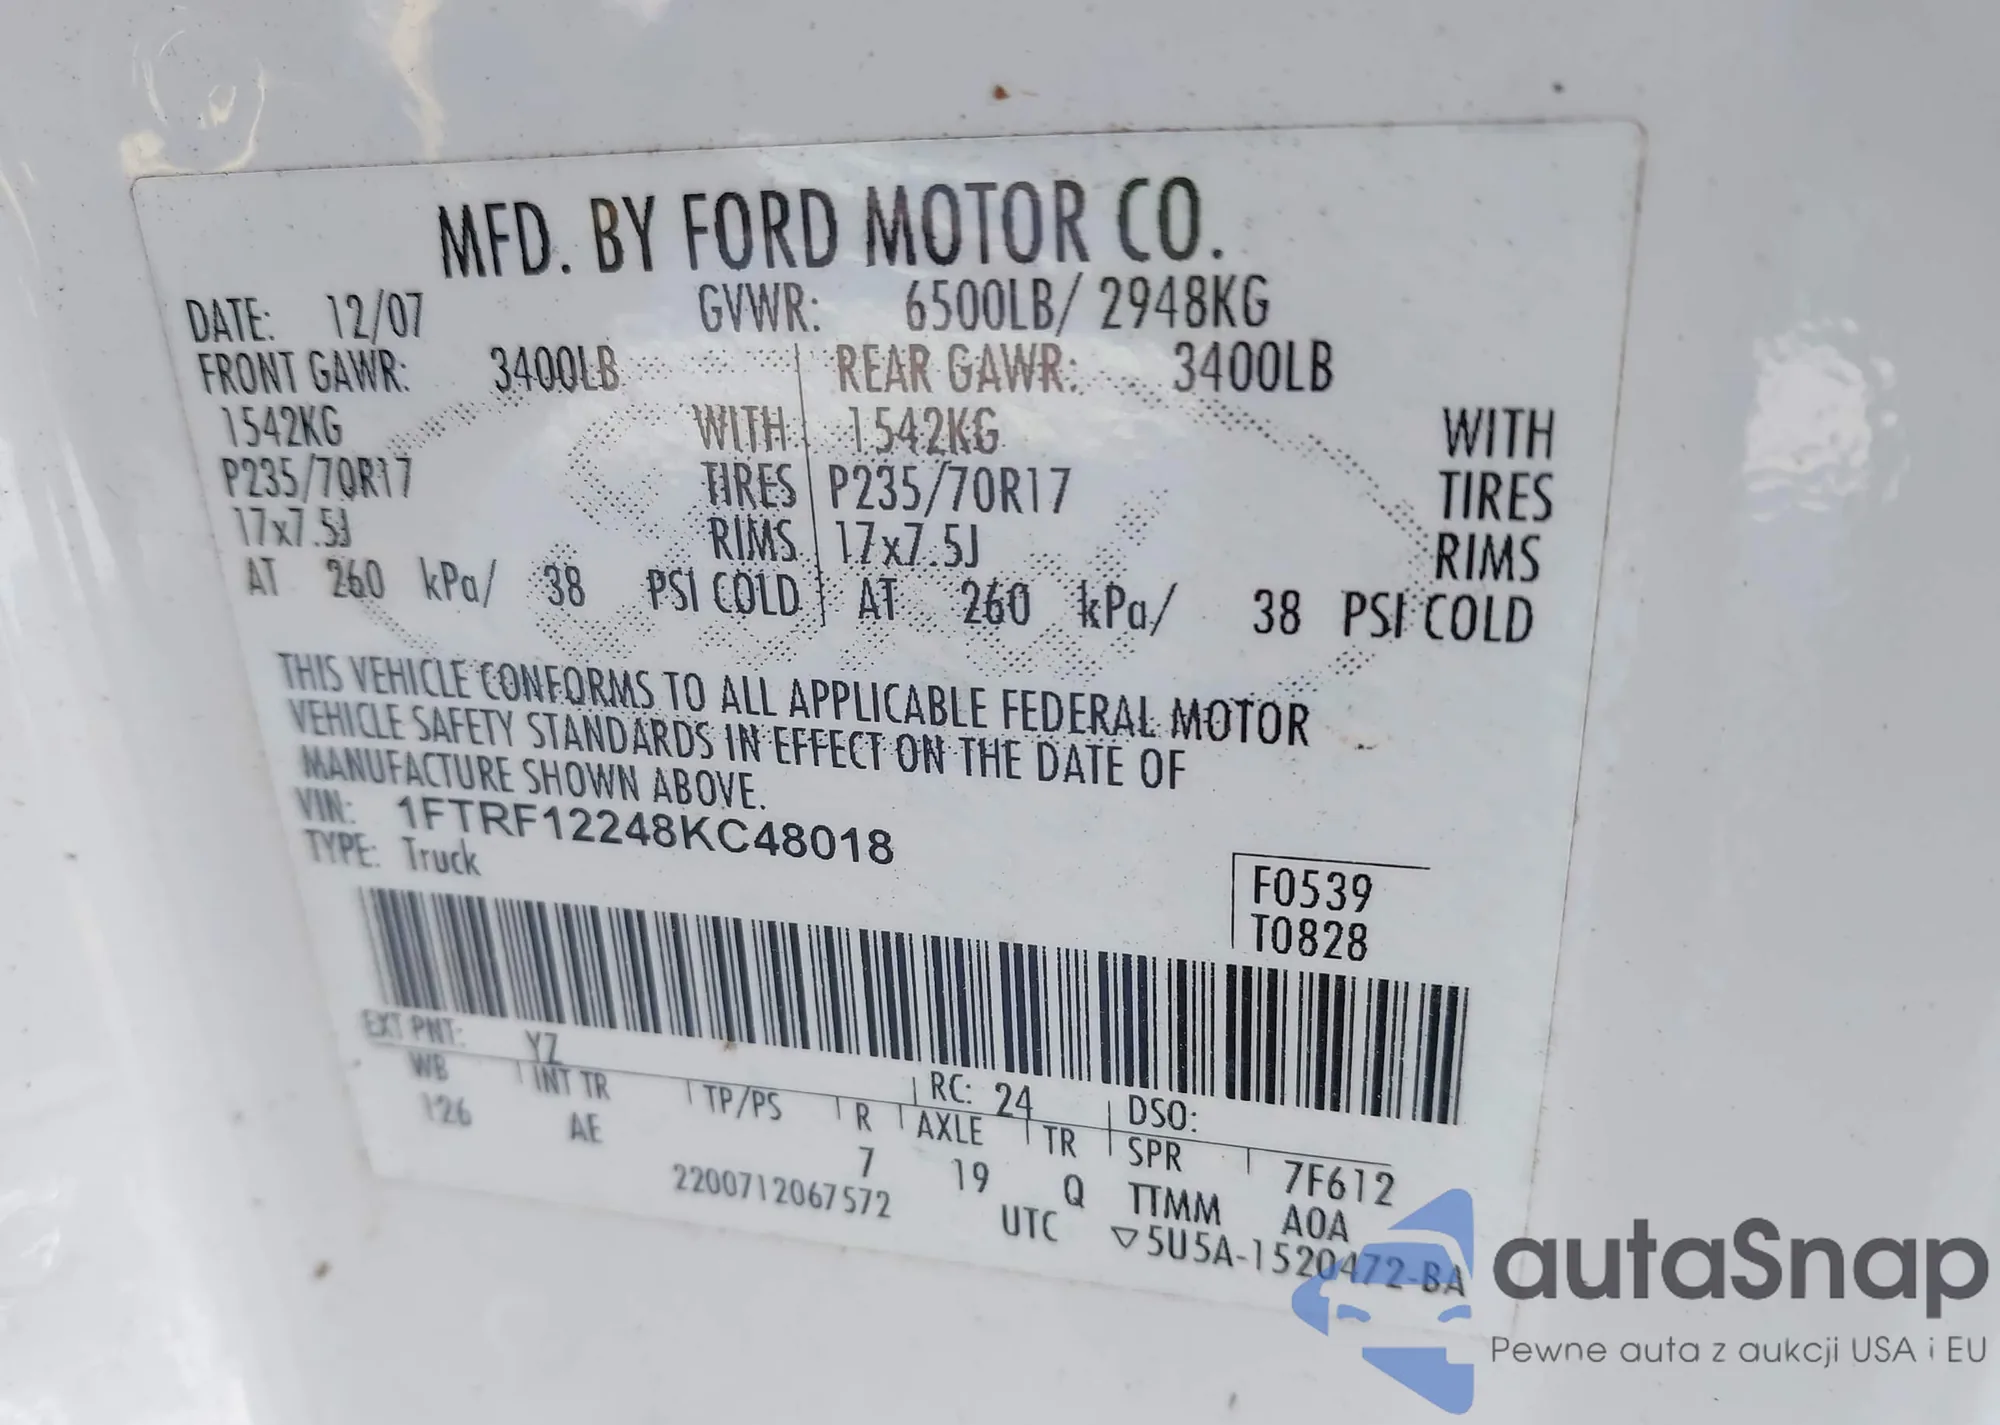 MFD. BY FORD MOTOR CO.
DATE: 12/07 GVWR: 6500LB/ 2948KG
FRONT GAWR: 3400LB REAR GAWR: 3400LB
1542KG WITH 1542KG WITH
P235/70R17 TIRES P235/70R17 TIRES
17x7.5J RIMS 17x7.5J RIMS
AT 260 kPa/ 38 PSI COLD AT 260 kPa/ 38 PSI COLD
THIS VEHICLE CONFORMS TO ALL APPLICABLE FEDERAL MOTOR
VEHICLE SAFETY STANDARDS IN EFFECT ON THE DATE OF
MANUFACTURE SHOWN ABOVE.
VIN: 1FTRF12248KC48018
TYPE: Truck
F0539
T0828
EXT PNT: YZ RC: 24 DSO:
WB INT TR TP/PS R AXLE TR SPR 7F612
126 AE 7 19 Q TTMM A0A
2200712067572 UTC ▽5U5A-1520472-BA
autaSnap
Pewne auta z aukcji USA i EU